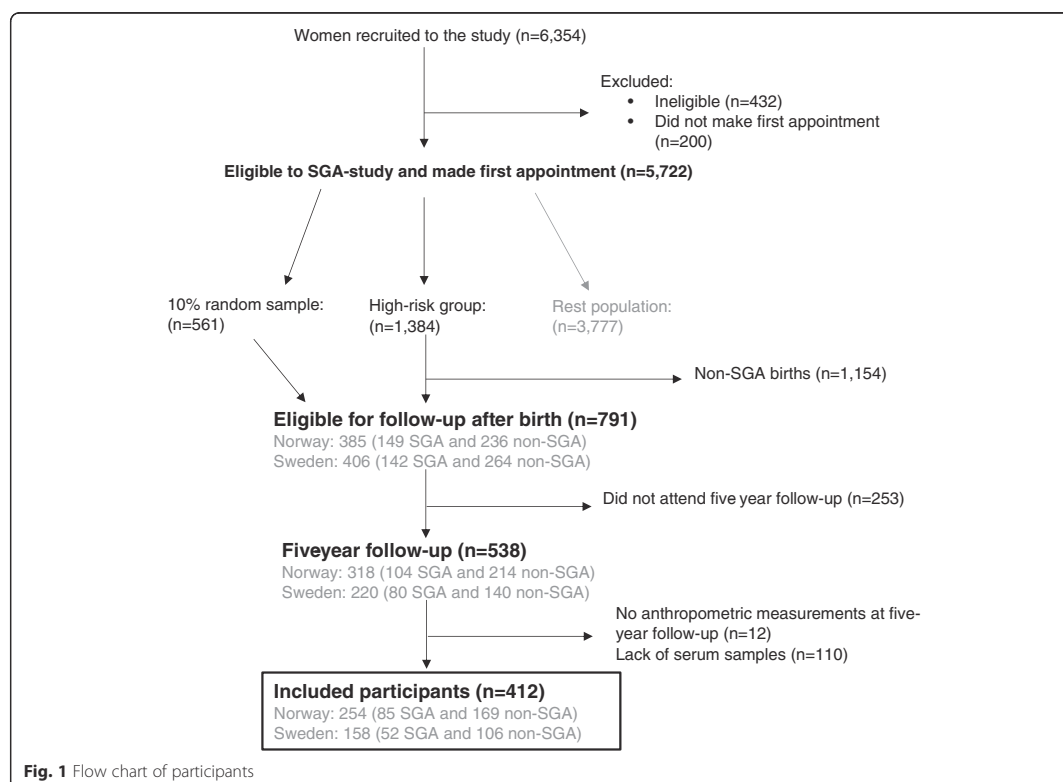 Women recruited to the study (n=6,354)
Excluded:
• Ineligible (n=432)
• Did not make first appointment
(n=200)
Eligible to SGA-study and made first appointment (n=5,722)
10% random sample:
(n=561)
High-risk group:
(n=1,384)
Rest population:
(n=3,777)
Non-SGA births (n=1,154)
Eligible for follow-up after birth (n=791)
Norway: 385 (149 SGA and 236 non-SGA)
Sweden: 406 (142 SGA and 264 non-SGA)
Did not attend five year follow-up (n=253)
Fiveyear follow-up (n=538)
Norway: 318 (104 SGA and 214 non-SGA)
Sweden: 220 (80 SGA and 140 non-SGA)
No anthropometric measurements at five-
year follow-up (n=12)
Lack of serum samples (n=110)
Included participants (n=412)
Norway: 254 (85 SGA and 169 non-SGA)
Sweden: 158 (52 SGA and 106 non-SGA)
Fig. 1 Flow chart of participants